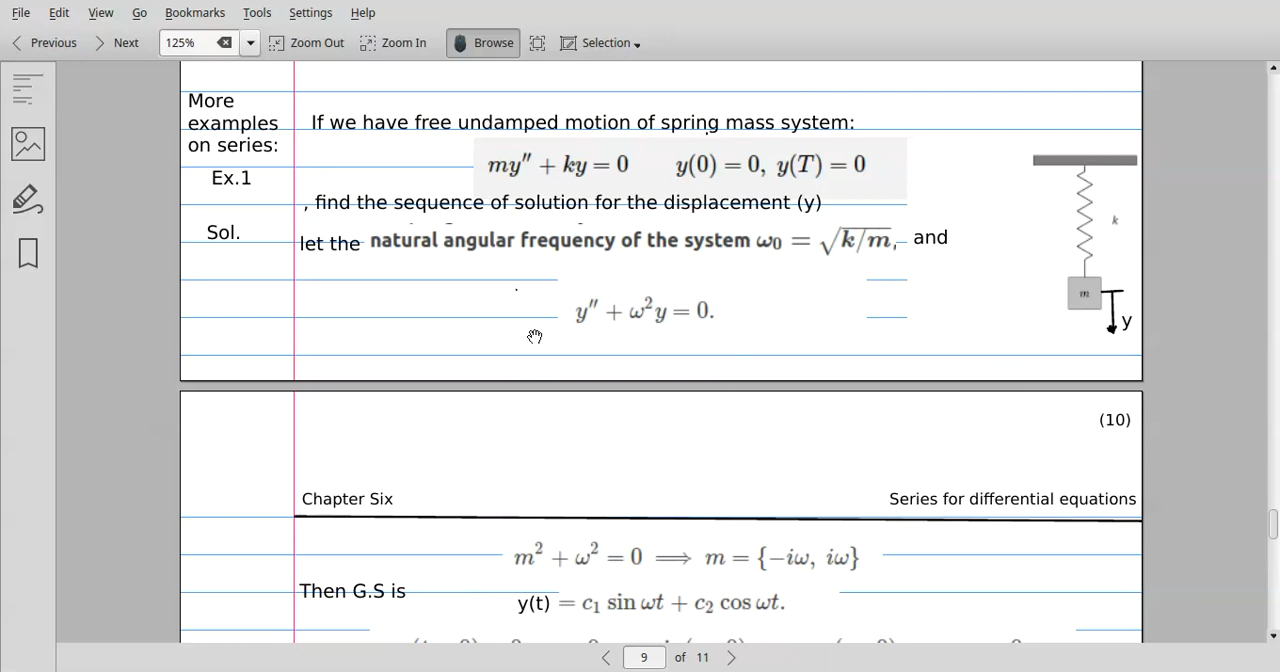 File Edit View Go Bookmarks Tools Settings Help
Previous Next 125% Zoom Out Zoom In Browse Selection
More
examples
on series:
If we have free undamped motion of spring mass system:
my″ + ky = 0 y(0) = 0, y(T) = 0
Ex.1
, find the sequence of solution for the displacement (y)
Sol.
let the natural angular frequency of the system ω₀ = √k/m, and
y″ + ω²y = 0.
k
m
y
(10)
Chapter Six Series for differential equations
m² + ω² = 0 ⟹ m = {−iω, iω}
Then G.S is
y(t) = c₁ sin ωt + c₂ cos ωt.
9 of 11